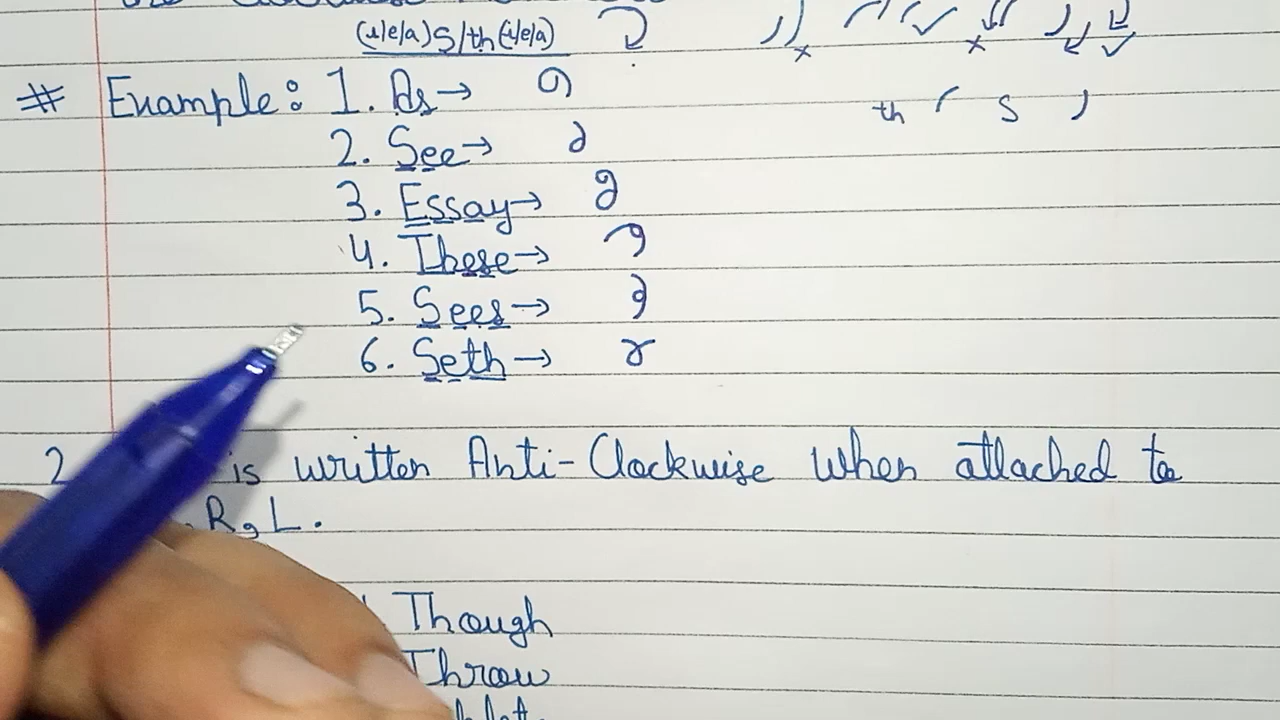 (i/e/a)S/th(i/e/a)
# Example: 1. As→
th S
2. See→
3. Essay→
4. These→
5. Sees→
6. Seth→
2 is written Anti-Clockwise when attached to
R, L.
Though
Throw